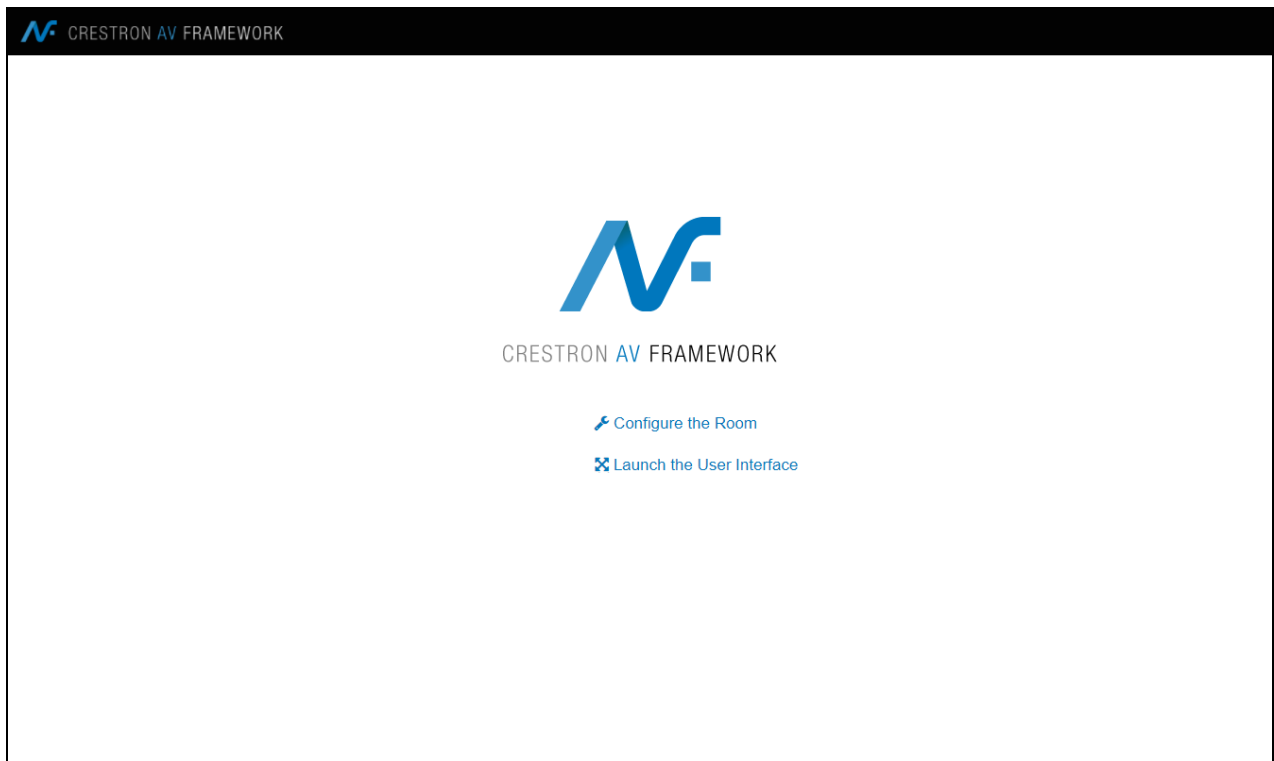 CRESTRON AV FRAMEWORK
CRESTRON AV FRAMEWORK
Configure the Room
Launch the User Interface